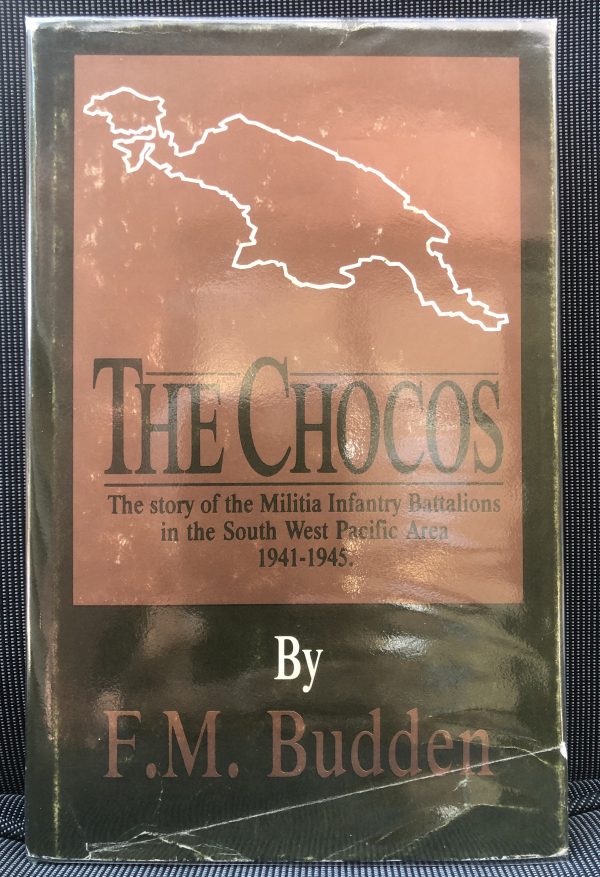 THE CHOCOS
The story of the Militia Infantry Battalions
in the South West Pacific Area
1941-1945.
By
F.M. Budden